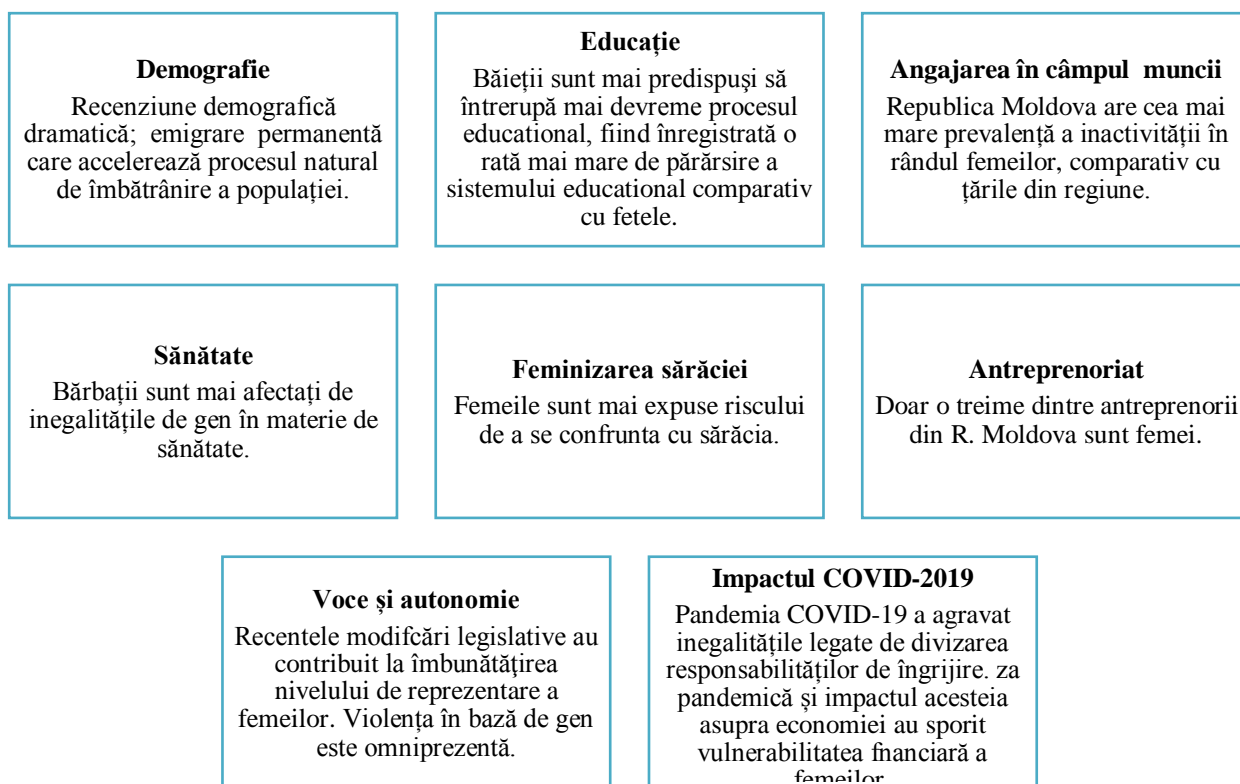 Demografie
Recenziune demografică
dramatică; emigrare permanentă
care accelerează procesul natural
de îmbătrânire a populației.
Educație
Băieții sunt mai predispuși să
întrerupă mai devreme procesul
educational, fiind înregistrată o
rată mai mare de părărsire a
sistemului educational comparativ
cu fetele.
Angajarea în câmpul muncii
Republica Moldova are cea mai
mare prevalență a inactivității în
rândul femeilor, comparativ cu
țările din regiune.
Sănătate
Bărbații sunt mai afectați de
inegalitățile de gen în materie de
sănătate.
Feminizarea sărăciei
Femeile sunt mai expuse riscului
de a se confrunta cu sărăcia.
Antreprenoriat
Doar o treime dintre antreprenorii
din R. Moldova sunt femei.
Voce și autonomie
Recentele modifcări legislative au
contribuit la îmbunătățirea
nivelului de reprezentare a
femeilor. Violența în bază de gen
este omniprezentă.
Impactul COVID-2019
Pandemia COVID-19 a agravat
inegalitățile legate de divizarea
responsabilităților de îngrijire. za
pandemică și impactul acesteia
asupra economiei au sporit
vulnerabilitatea fnanciară a
femeilor